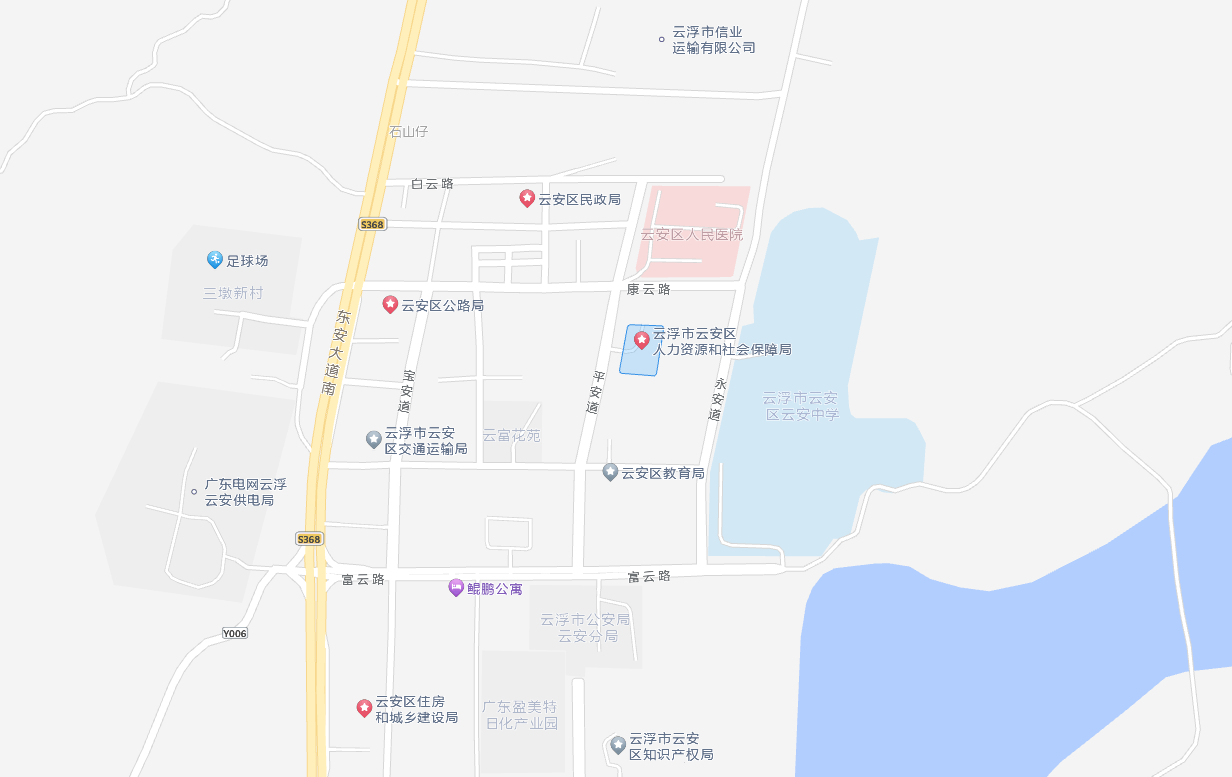 云浮市信业
运输有限公司
石山仔
白云路
云安区民政局
S368
云安区人民医院
足球场
三墩新村
康云路
云安区公路局
东安大道南
云浮市云安区
人力资源和社会保障局
宝安道
平安道
永安道
云浮市云安
区云安中学
云浮市云安
区交通运输局
云富花苑
云安区教育局
广东电网云浮
云安供电局
S368
富云路
富云路
鲲鹏公寓
云浮市公安局
云安分局
Y006
云安区住房
和城乡建设局
广东盈美特
日化产业园
云浮市云安
区知识产权局